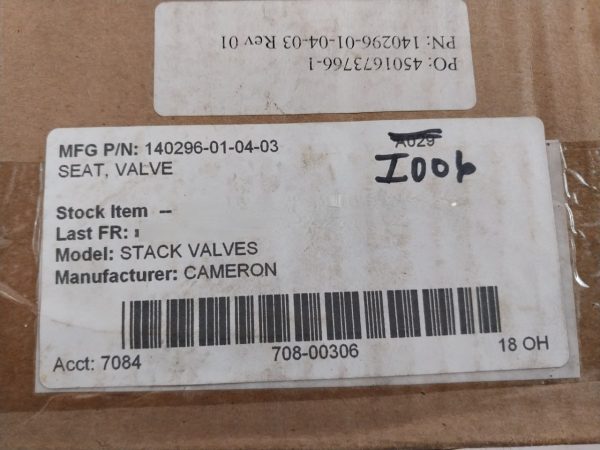 PO: 4501673766-1
PN: 140296-01-04-03 Rev 01
MFG P/N: 140296-01-04-03
SEAT, VALVE
A029
I006
Stock Item --
Last FR:
Model: STACK VALVES
Manufacturer: CAMERON
Acct: 7084
708-00306
18 OH